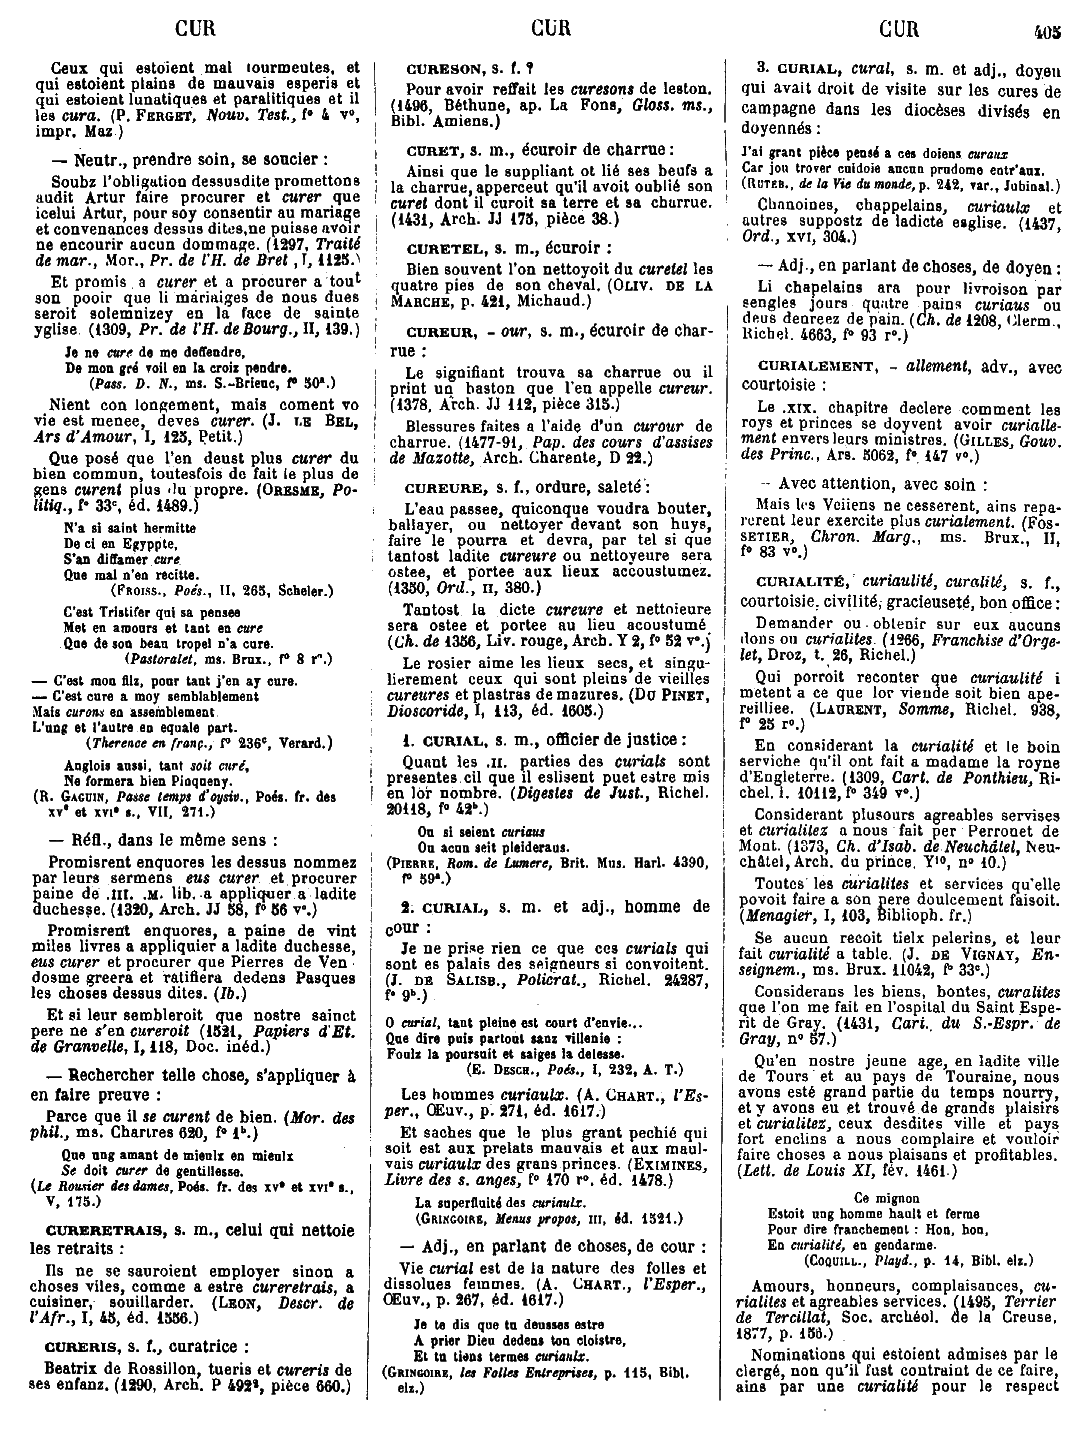 CUR
CUR
CUR
405
Ceux qui estoient mal tourmeutes, et
qui estoient plains de mauvais esperis et
qui estoient lunatiques et paralitiques et il
les cura. (P. FERGET, Nouv. Test., f° 4 v°,
impr. Maz.)
— Neutr., prendre soin, se soucier :
Soubz l'obligation dessusdite promettons
audit Artur faire procurer et curer que
icelui Artur, pour soy consentir au mariage
et convenances dessus dites,ne puisse avoir
ne encourir aucun dommage. (1297, Traité
de mar., Mor., Pr. de l'H. de Bret , I, 1125.)
Et promis a curer et a procurer a tout
son pooir que li mariaiges de nous dues
seroit solemnizey en la face de sainte
yglise. (1309, Pr. de l'H. de Bourg., II, 139.)
Je ne cure de me deffendre,
De mon gré voil en la croiz pendre.
(Pass. D. N., ms. S.-Brieuc, f° 50ª.)
Nient con longement, mais coment vo
vie est menee, deves curer. (J. LE BEL,
Ars d'Amour, I, 125, Petit.)
Que posé que l'en deust plus curer du
bien commun, toutesfois de fait le plus de
gens curent plus du propre. (ORESME, Po-
litiq., f° 33ᶜ, éd. 1489.)
N'a si saint hermitte
De ci en Egyppte,
S'an diffamer cure
Que mal n'en recitte.
(FROISS., Poés., II, 265, Scheler.)
C'est Tristifer qui sa pensee
Met en amours et tant en cure
Que de son beau tropel n'a cure.
(Pastoralet, ms. Brux., f° 8 r°.)
— C'est mon filz, pour tant j'en ay cure.
— C'est cure a moy semblablement
Mais curons en assemblement
L'ung et l'autre en equale part.
(Therence en franç., f° 236ᶜ, Verard.)
Anglois aussi, tant soit curé,
Ne formera bien Pinqueny.
(R. GAGUIN, Passe temps d'oysiv., Poés. fr. des
XVᵉ et XVIᵉ s., VII, 271.)
— Réfl., dans le même sens :
Promisrent enquores les dessus nommez
par leurs sermens eus curer et procurer
paine de .III. .M. lib. a appliquer a ladite
duchesse. (1320, Arch. JJ 58, f° 56 v°.)
Promisrent enquores, a paine de vint
miles livres a appliquier a ladite duchesse,
eus curer et procurer que Pierres de Ven
dosme greera et ratifiera dedens Pasques
les choses dessus dites. (Ib.)
Et si leur sembleroit que nostre sainct
pere ne s'en cureroit (1521, Papiers d'Et.
de Granvelle, I, 118, Doc. inéd.)
— Rechercher telle chose, s'appliquer à
en faire preuve :
Parce que il se curent de bien. (Mor. des
phil., ms. Chartres 620, f° 1ᵇ.)
Que ung amant de mieulx en mieulx
Se doit curer de gentillesse.
(Le Rousier des dames, Poés. fr. des XVᵉ et XVIᵉ s.,
V, 175.)
CURERETRAIS, s. m., celui qui nettoie
les retraits :
Ils ne se sauroient employer sinon a
choses viles, comme a estre cureretrais, a
cuisiner, souillarder. (LEON, Descr. de
l'Afr., I, 45, éd. 1556.)
CURERIS, s. f., curatrice :
Beatrix de Rossillon, tueris et cureris de
ses enfanz. (1290, Arch. P 492², pièce 660.)
CURESON, s. f. ?
Pour avoir reffait les curesons de leston.
(1496, Béthune, ap. La Fons, Gloss. ms.,
Bibl. Amiens.)
CURET, s. m., écuroir de charrue :
Ainsi que le suppliant ot lié ses beufs a
la charrue, apperceut qu'il avoit oublié son
curet dont il curoit sa terre et sa churrue.
(1431, Arch. JJ 175, pièce 38.)
CURETEL, s. m., écuroir :
Bien souvent l'on nettoyoit du curetel les
quatre pies de son cheval. (OLIV. DE LA
MARCHE, p. 421, Michaud.)
CUREUR, - our, s. m., écuroir de char-
rue :
Le signifiant trouva sa charrue ou il
print un baston que l'en appelle cureur.
(1378, Arch. JJ 112, pièce 315.)
Blessures faites a l'aide d'un curour de
charrue. (1477-91, Pap. des cours d'assises
de Mazotte, Arch. Charente, D 22.)
CUREURE, s. f., ordure, saleté :
L'eau passee, quiconque voudra bouter,
ballayer, ou nettoyer devant son huys,
faire le pourra et devra, par tel si que
tantost ladite cureure ou nettoyeure sera
ostee, et portee aux lieux accoustumez.
(1350, Ord., II, 380.)
Tantost la dicte cureure et nettoieure
sera ostee et portee au lieu acoustumé
(Ch. de 1356, Liv. rouge, Arch. Y 2, f° 52 v°.)
Le rosier aime les lieux secs, et singu-
lierement ceux qui sont pleins de vieilles
cureures et plastras de mazures. (DU PINET,
Dioscoride, I, 113, éd. 1605.)
1. CURIAL, s. m., officier de justice :
Quant les .II. parties des curials sont
presentes cil que il eslisent puet estre mis
en lor nombre. (Digestes de Just., Richel.
20118, f° 42ᵇ.)
Ou si seient curiaus
Ou acun seit pleideraus.
(PIERRE, Rom. de Lumere, Brit. Mus. Harl. 4390,
f° 59ª.)
2. CURIAL, s. m. et adj., homme de
cour :
Je ne prise rien ce que ces curials qui
sont es palais des seigneurs si convoitent.
(J. DE SALISB., Policrat., Richel. 24287,
f° 9ᵇ.)
O curial, tant pleine est court d'envie...
Que dire puis partout sanz villenie :
Foulz la poursuit et saiges la delesse.
(E. DESCH., Poés., I, 232, A. T.)
Les hommes curiaulx. (A. CHART., l'Es-
per., Œuv., p. 271, éd. 1617.)
Et saches que le plus grant pechié qui
soit est aux prelats mauvais et aux maul-
vais curiaulx des grans princes. (EXIMINES,
Livre des s. anges, f° 170 r°, éd. 1478.)
La superfluité des curiaulx.
(GRINGOIRE, Menus propos, III, éd. 1521.)
— Adj., en parlant de choses, de cour :
Vie curial est de la nature des folles et
dissolues femmes. (A. CHART., l'Esper.,
Œuv., p. 267, éd. 1617.)
Je te dis que tu deusses estre
A prier Dieu dedens ton cloistre,
Et tu tiens termes curiaulx.
(GRINGOIRE, les Folles Entreprises, p. 115, Bibl.
elz.)
3. CURIAL, cural, s. m. et adj., doyen
qui avait droit de visite sur les cures de
campagne dans les diocèses divisés en
doyennés :
J'ai grant pièce pensé a ces doiens curaux
Car jou trover cuidoie aucun prudome entr'aux.
(RUTEB., de la Vie du monde, p. 242, var., Jubinal.)
Chanoines, chappelains, curiaulx et
autres suppostz de ladicte esglise. (1437,
Ord., XVI, 304.)
— Adj., en parlant de choses, de doyen :
Li chapelains ara pour livroison par
sengles jours quatre pains curiaus ou
deus denreez de pain. (Ch. de 1208, Clerm.,
Richel. 4663, f° 93 r°.)
CURIALEMENT, - allement, adv., avec
courtoisie :
Le .XIX. chapitre declere comment les
roys et princes se doyvent avoir curialle-
ment envers leurs ministres. (GILLES, Gouv.
des Princ., Ars. 5062, f° 147 v°.)
— Avec attention, avec soin :
Mais les Veiiens ne cesserent, ains repa-
rerent leur exercite plus curialement. (FOS-
SETIER, Chron. Marg., ms. Brux., II,
f° 83 v°.)
CURIALITÉ, curiaulité, curalité, s. f.,
courtoisie, civilité, gracieuseté, bon office :
Demander ou obtenir sur eux aucuns
dons ou curialites. (1266, Franchise d'Orge-
let, Droz, t. 26, Richel.)
Qui porroit reconter que curiaulité i
metent a ce que lor viende soit bien ape-
reilliee. (LAURENT, Somme, Richel. 938,
f° 25 r°.)
En considerant la curialité et le boin
serviche qu'il ont fait a madame la royne
d'Engleterre. (1309, Cart. de Ponthieu, Ri-
chel. l. 10112, f° 349 v°.)
Considerant plusours agreables servises
et curialitez a nous fait per Perronet de
Mont. (1373, Ch. d'Isab. de Neuchâtel, Neu-
châtel, Arch. du prince, Y¹⁰, n° 10.)
Toutes les curialites et services qu'elle
povoit faire a son pere doulcement faisoit.
(Menagier, I, 103, Biblioph. fr.)
Se aucun recoit tielx pelerins, et leur
fait curialité a table. (J. DE VIGNAY, En-
seignem., ms. Brux. 11042, f° 33ᶜ.)
Considerans les biens, bontes, curalites
que l'on me fait en l'ospital du Saint Espe-
rit de Gray. (1431, Cari. du S.-Espr. de
Gray, n° 57.)
Qu'en nostre jeune age, en ladite ville
de Tours et au pays de Touraine, nous
avons esté grand partie du temps nourry,
et y avons eu et trouvé de grands plaisirs
et curialitez, ceux desdites ville et pays
fort enclins a nous complaire et vouloir
faire choses a nous plaisans et profitables.
(Lett. de Louis XI, fév. 1461.)
Ce mignon
Estoit ung homme hault et ferme
Pour dire franchement : Hon, hon,
En curialité, en gendarme.
(COQUILL., Playd., p. 14, Bibl. elz.)
Amours, honneurs, complaisances, cu-
rialites et agreables services. (1495, Terrier
de Tercillat, Soc. archéol. de la Creuse,
1877, p. 156.)
Nominations qui estoient admises par le
clergé, non qu'il fust contraint de ce faire,
ains par une curialité pour le respect